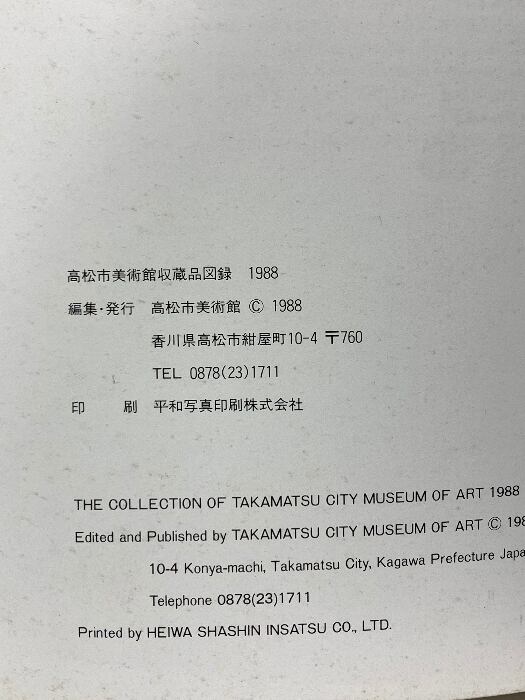 高松市美術館収蔵品図録 1988
編集・発行 高松市美術館 © 1988
香川県高松市紺屋町10-4 〒760
TEL 0878(23)1711
印 刷 平和写真印刷株式会社
THE COLLECTION OF TAKAMATSU CITY MUSEUM OF ART 1988
Edited and Published by TAKAMATSU CITY MUSEUM OF ART ©
10-4 Konya-machi, Takamatsu City, Kagawa Prefecture
Telephone 0878(23)1711
Printed by HEIWA SHASHIN INSATSU CO., LTD.